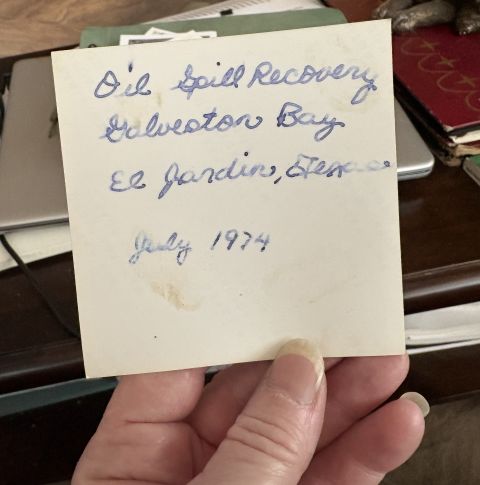 Oil Spill Recovery
Galveston Bay
El Jardin, Texas
July 1974